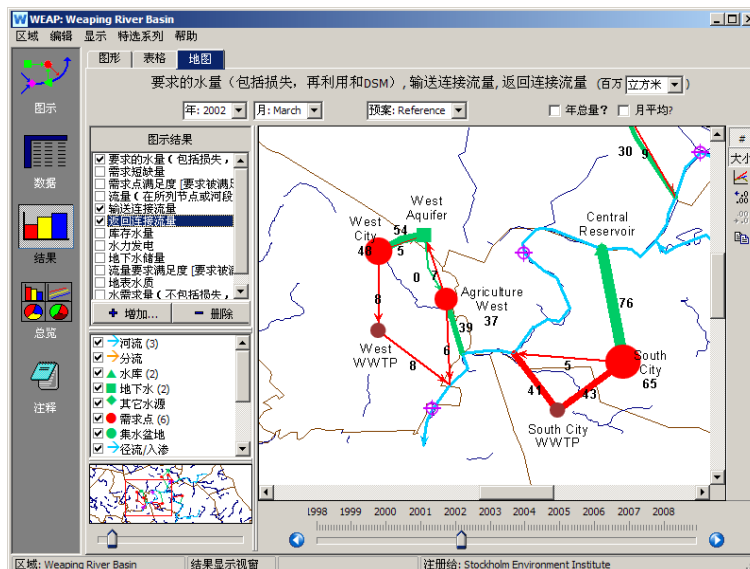 WEAP: Weaping River Basin
区域 编辑 显示 特选系列 帮助
图形 表格 地图
要求的水量（包括损失，再利用和DSM）, 输送连接流量, 返回连接流量 (百万 立方米)
年: 2002 月: March 预案: Reference 年总量? 月平均?
图示
数据
结果
总览
注释
图示结果
要求的水量 ( 包括损失，
需求短缺量
需求点满足度 [要求被满足
流量 ( 在所列节点或河段
输送连接流量
返回连接流量
库存水量
水力发电
地下水储量
流量要求满足度 [要求被满
地表水质
水需求量 (不包括损失，
增加... 删除
河流 (3)
分流
水库 (2)
地下水 (2)
其它水源
需求点 (6)
集水盆地
径流/入渗
30 9
West
Aquifer
West
City
54
48 5
Central
Reservoir
0 7
8
Agriculture
West 37
76
39
West
WWTP
6
8
5
South
City
65
41 43
South City
WWTP
#
大小
1998 1999 2000 2001 2002 2003 2004 2005 2006 2007 2008
区域: Weaping River Basin 结果显示视窗 注册给: Stockholm Environment Institute